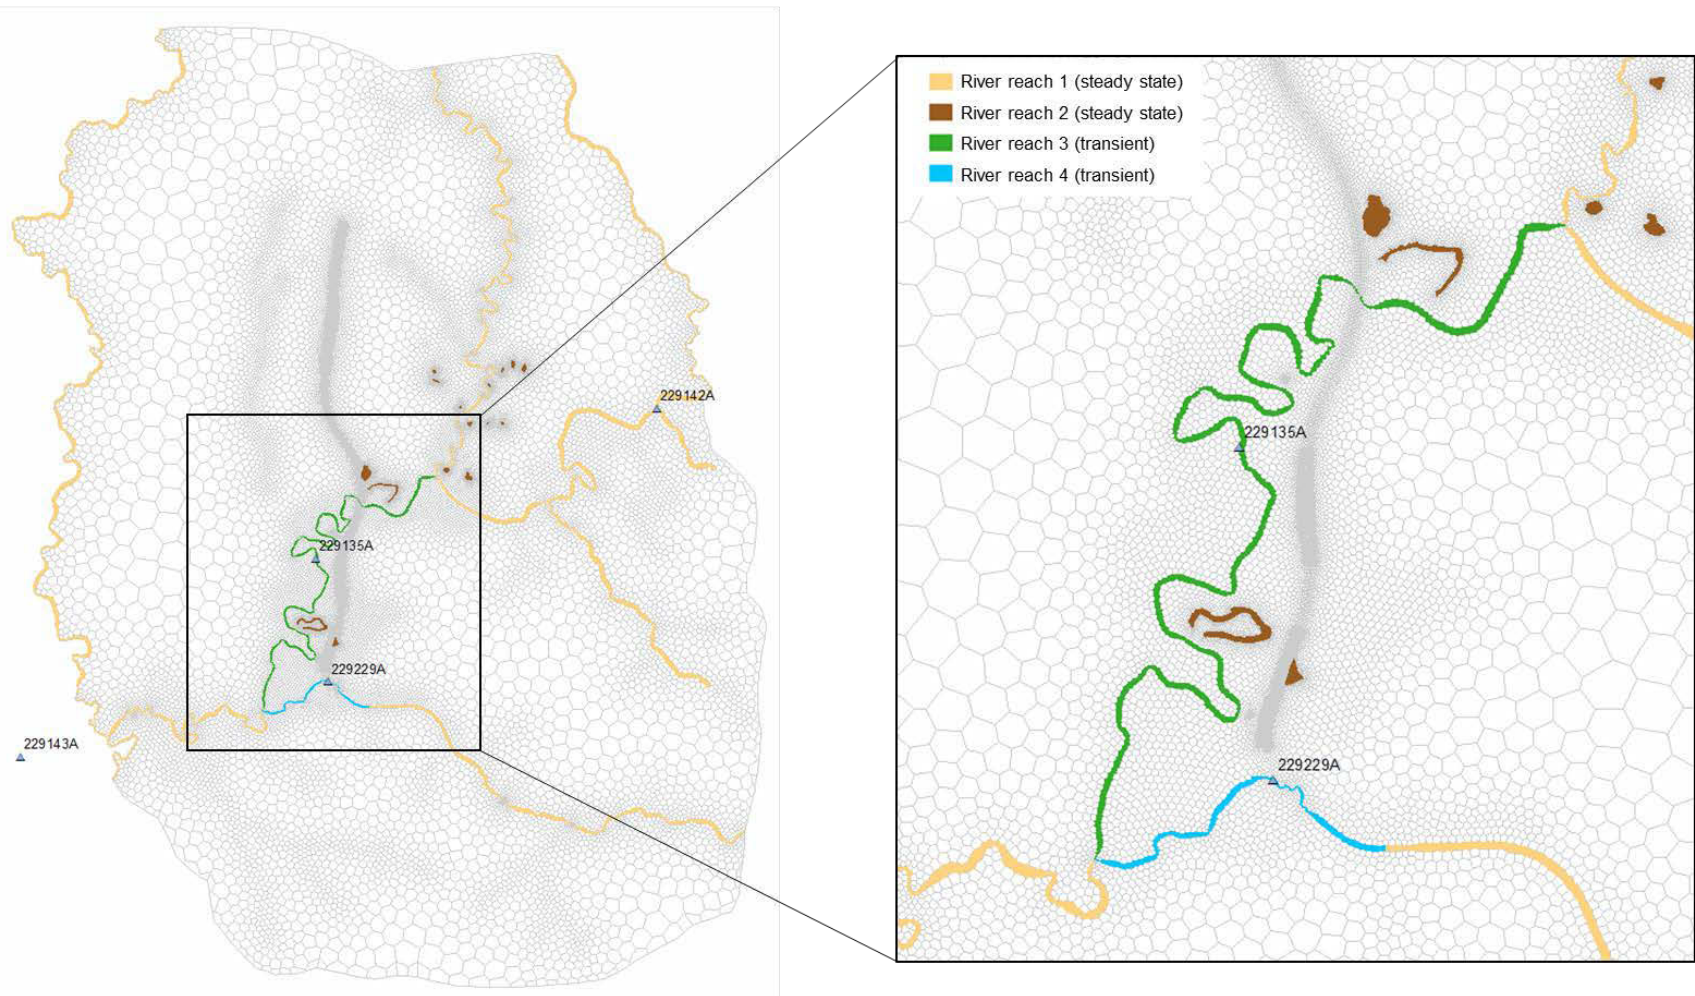 229142A
229135A
229229A
229143A
River reach 1 (steady state)
River reach 2 (steady state)
River reach 3 (transient)
River reach 4 (transient)
229135A
229229A